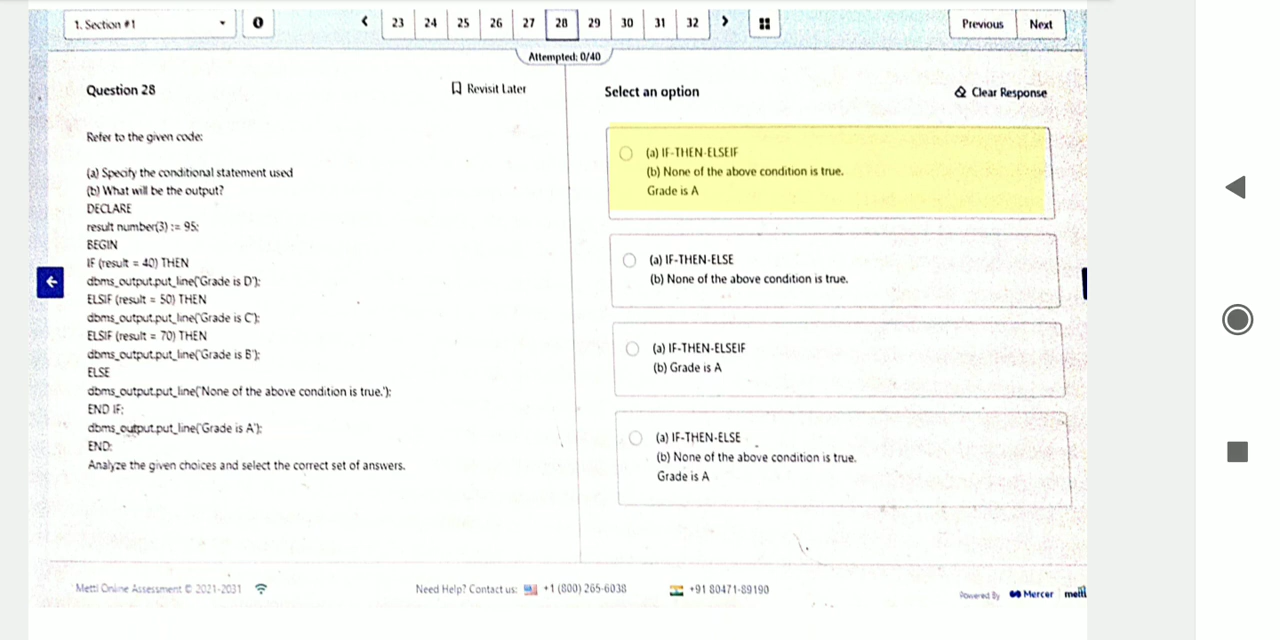 1. Section #1
23 24 25 26 27 28 29 30 31 32
Previous Next
Attempted: 0/40
Question 28
Revisit Later
Refer to the given code:
(a) Specify the conditional statement used
(b) What will be the output?
DECLARE
result number(3) := 95;
BEGIN
IF (result = 40) THEN
dbms_output.put_line('Grade is D');
ELSIF (result = 50) THEN
dbms_output.put_line('Grade is C');
ELSIF (result = 70) THEN
dbms_output.put_line('Grade is B');
ELSE
dbms_output.put_line('None of the above condition is true.');
END IF;
dbms_output.put_line('Grade is A');
END;
Analyze the given choices and select the correct set of answers.
Select an option
Clear Response
(a) IF-THEN-ELSEIF
(b) None of the above condition is true.
Grade is A
(a) IF-THEN-ELSE
(b) None of the above condition is true.
(a) IF-THEN-ELSEIF
(b) Grade is A
(a) IF-THEN-ELSE
(b) None of the above condition is true.
Grade is A
Mettl Online Assessment © 2021-2031
Need Help? Contact us: +1 (800) 265-6038
+91 80471-89190
Powered By Mercer mettl